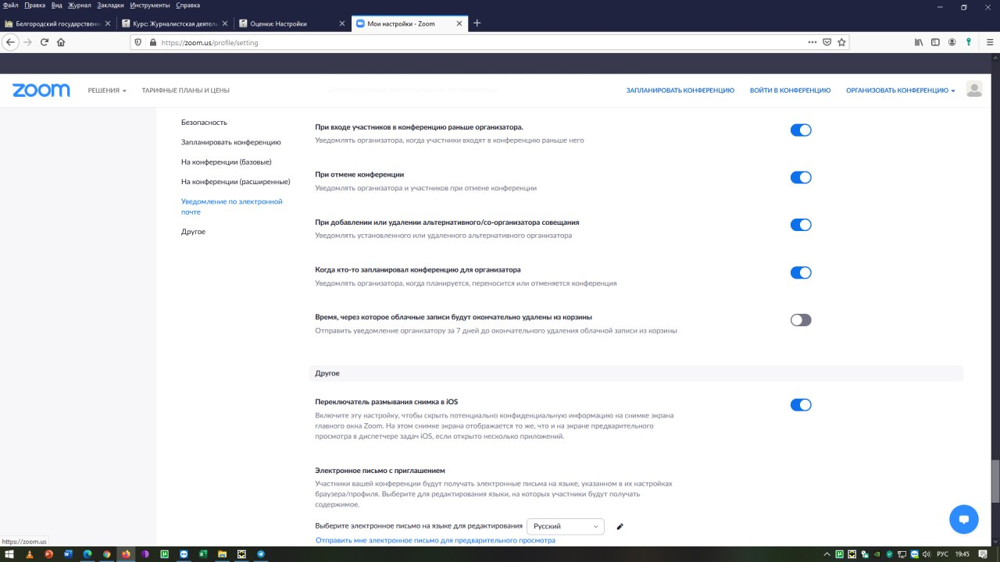 Файл Правка Вид Журнал Закладки Инструменты Справка
Белгородский государственн
Курс: Журналистская деятель
Оценки: Настройки
Мои настройки - Zoom
https://zoom.us/profile/setting
zoom
РЕШЕНИЯ
ТАРИФНЫЕ ПЛАНЫ И ЦЕНЫ
ЗАПЛАНИРОВАТЬ КОНФЕРЕНЦИЮ
ВОЙТИ В КОНФЕРЕНЦИЮ
ОРГАНИЗОВАТЬ КОНФЕРЕНЦИЮ
Безопасность
Запланировать конференцию
На конференции (базовые)
На конференции (расширенные)
Уведомление по электронной
почте
Другое
При входе участников в конференцию раньше организатора.
Уведомлять организатора, когда участники входят в конференцию раньше него
При отмене конференции
Уведомлять организатора и участников при отмене конференции
При добавлении или удалении альтернативного/со-организатора совещания
Уведомлять установленного или удаленного альтернативного организатора
Когда кто-то запланировал конференцию для организатора
Уведомлять организатора, когда планируется, переносится или отменяется конференция
Время, через которое облачные записи будут окончательно удалены из корзины
Отправить уведомление организатору за 7 дней до окончательного удаления облачной записи из корзины
Другое
Переключатель размывания снимка в iOS
Включите эту настройку, чтобы скрыть потенциально конфиденциальную информацию на снимке экрана
главного окна Zoom. На этом снимке экрана отображается то же, что и на экране предварительного
просмотра в диспетчере задач iOS, если открыто несколько приложений.
Электронное письмо с приглашением
Участники вашей конференции будут получать электронные письма на языке, указанном в их настройках
браузера/профиля. Выберите для редактирования языки, на которых участники будут получать
содержимое.
Выберите электронное письмо на языке для редактирования
Русский
Отправить мне электронное письмо для предварительного просмотра
https://zoom.us
РУС
19:45